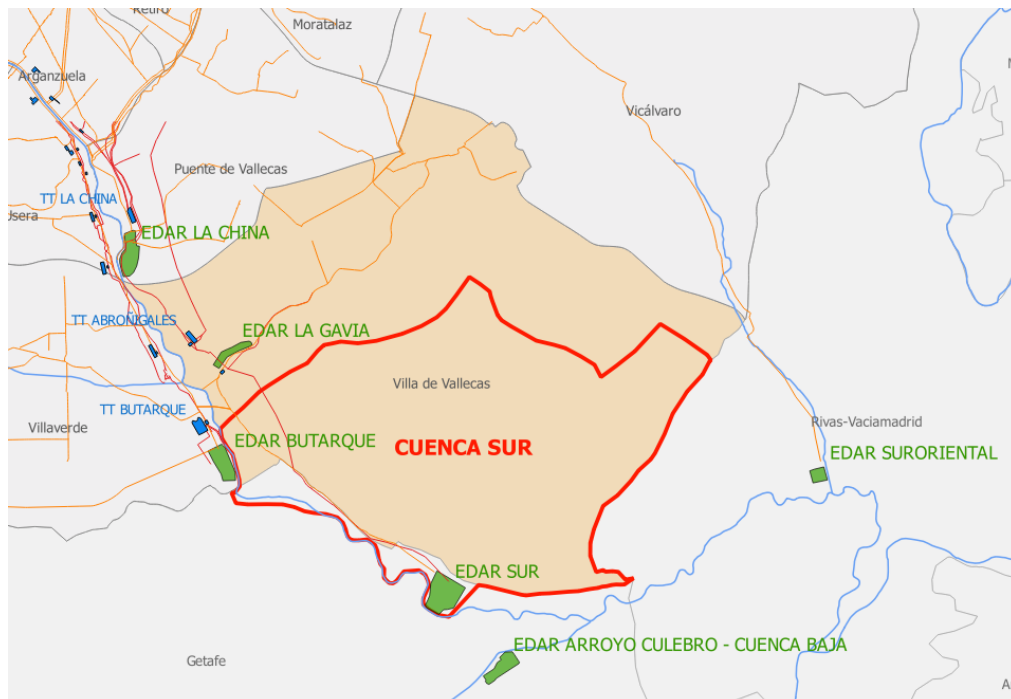 Retiro
Moratalaz
Arganzuela
Vicálvaro
Puente de Vallecas
TT LA CHINA
Usera
EDAR LA CHINA
TT ABROÑIGALES
EDAR LA GAVIA
Villa de Vallecas
TT BUTARQUE
Villaverde
EDAR BUTARQUE
CUENCA SUR
Rivas-Vaciamadrid
EDAR SURORIENTAL
EDAR SUR
EDAR ARROYO CULEBRO - CUENCA BAJA
Getafe